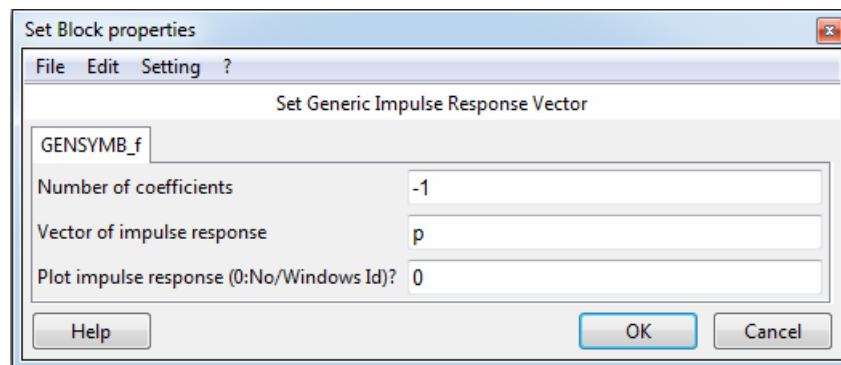 Set Block properties
File Edit Setting ?
Set Generic Impulse Response Vector
GENSYMB_f
Number of coefficients -1
Vector of impulse response p
Plot impulse response (0:No/Windows Id)? 0
Help OK Cancel